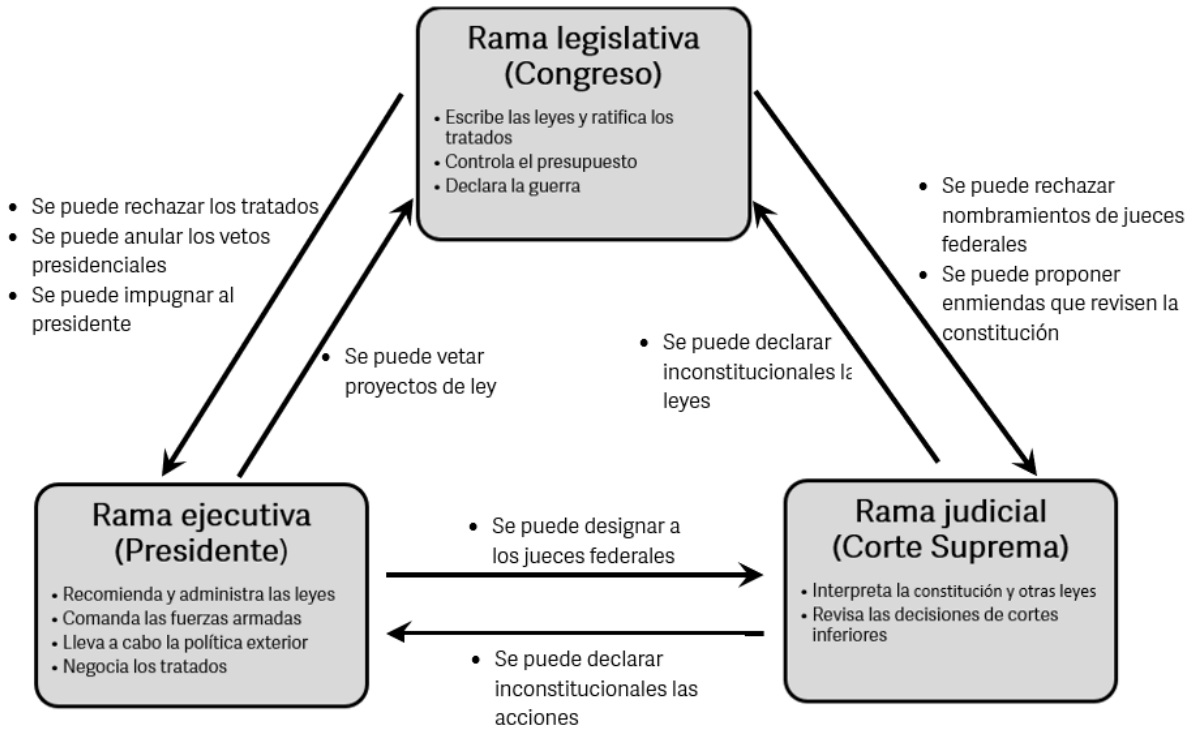 Rama legislativa
(Congreso)
• Escribe las leyes y ratifica los
tratados
• Controla el presupuesto
• Declara la guerra
• Se puede rechazar los tratados
• Se puede anular los vetos
presidenciales
• Se puede impugnar al
presidente
• Se puede rechazar
nombramientos de jueces
federales
• Se puede proponer
enmiendas que revisen la
constitución
• Se puede vetar
proyectos de ley
• Se puede declarar
inconstitucionales
leyes
Rama ejecutiva
(Presidente)
• Recomienda y administra las leyes
• Comanda las fuerzas armadas
• Lleva a cabo la política exterior
• Negocia los tratados
• Se puede designar a
los jueces federales
• Se puede declarar
inconstitucionales las
acciones
Rama judicial
(Corte Suprema)
• Interpreta la constitución y otras leyes
• Revisa las decisiones de cortes
inferiores